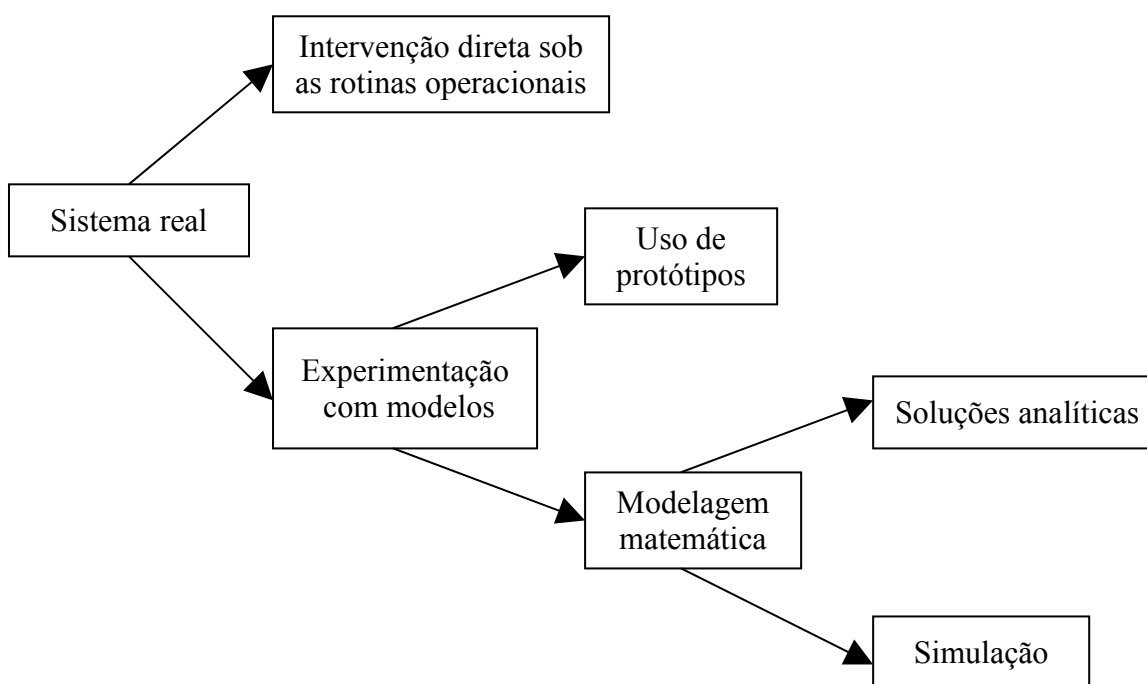 Intervenção direta sob
as rotinas operacionais
Sistema real
Uso de
protótipos
Experimentação
com modelos
Soluções analíticas
Modelagem
matemática
Simulação